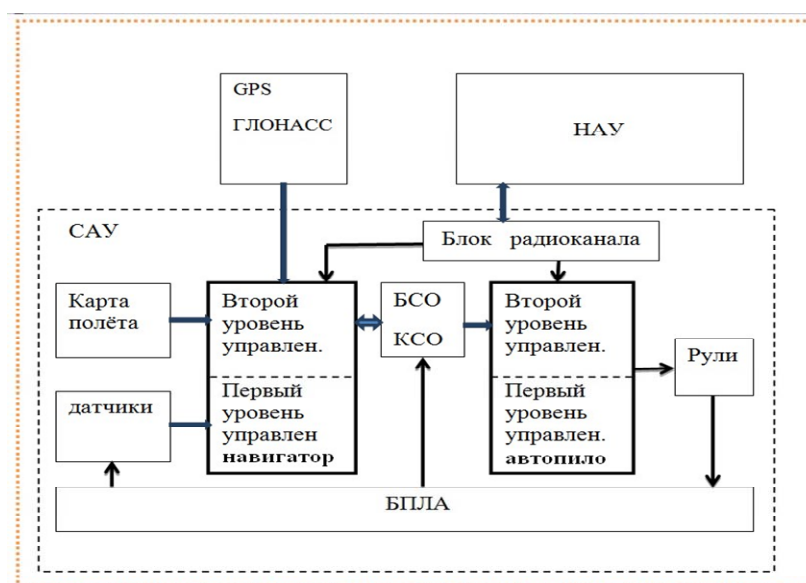 GPS
ГЛОНАСС
НАУ
САУ
Блок радиоканала
Карта
полёта
Второй
уровень
управлен.
БСО
КСО
Второй
уровень
управлен.
Рули
датчики
Первый
уровень
управлен
навигатор
Первый
уровень
управлен.
автопило
БПЛА